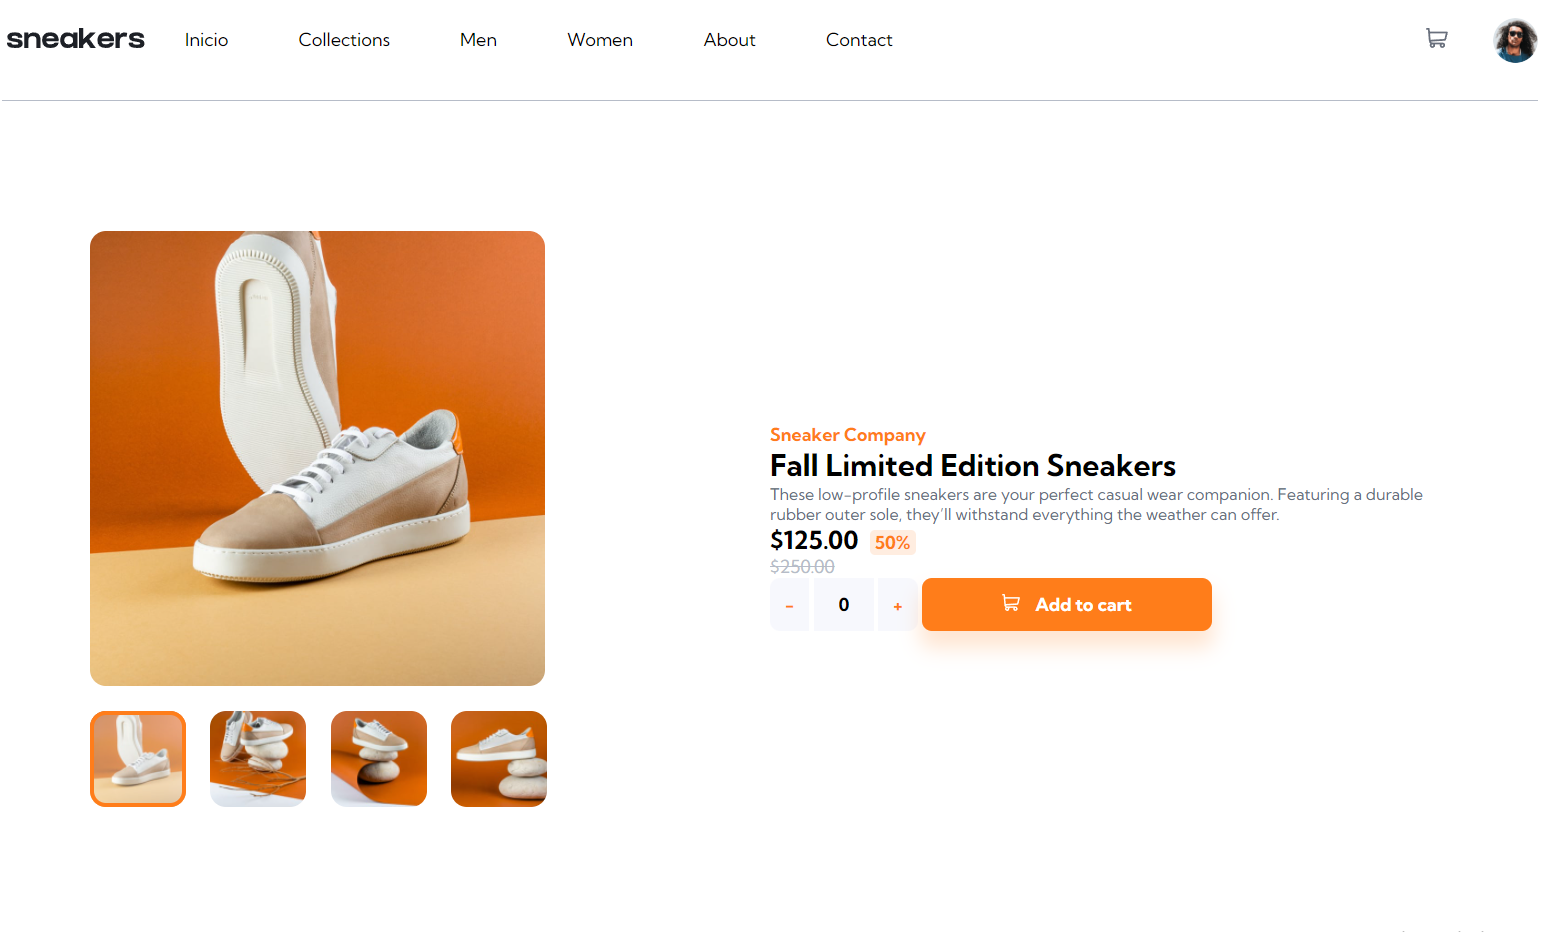 sneakers
Inicio
Collections
Men
Women
About
Contact
Sneaker Company
Fall Limited Edition Sneakers
These low-profile sneakers are your perfect casual wear companion. Featuring a durable
rubber outer sole, they’ll withstand everything the weather can offer.
$125.00 50%
$250.00
- 0 + Add to cart